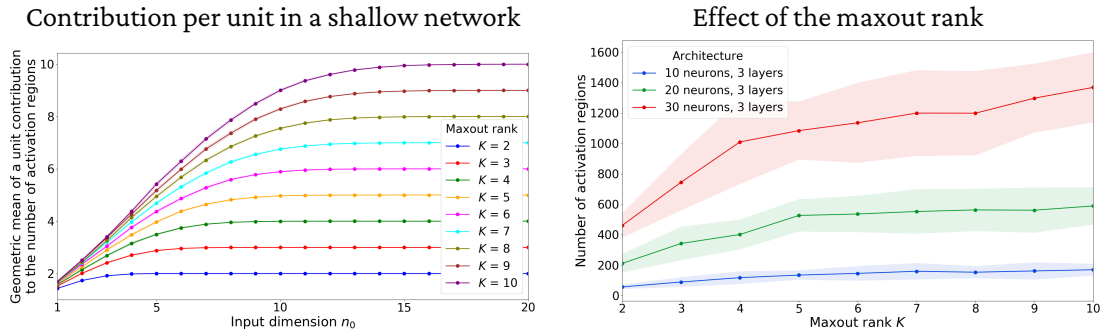 Contribution per unit in a shallow network
Geometric mean of a unit contribution
to the number of activation regions
10
8
6
4
2
Maxout rank
K = 2
K = 3
K = 4
K = 5
K = 6
K = 7
K = 8
K = 9
K = 10
1
5
10
15
20
Input dimension n₀
Effect of the maxout rank
Number of activation regions
1600
1400
1200
1000
800
600
400
200
0
Architecture
10 neurons, 3 layers
20 neurons, 3 layers
30 neurons, 3 layers
2
3
4
5
6
7
8
9
10
Maxout rank K